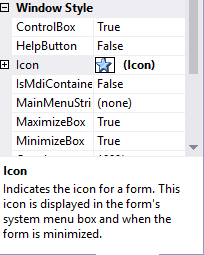 Window Style
ControlBox True
HelpButton False
Icon (Icon)
IsMdiContaine False
MainMenuStri (none)
MaximizeBox True
MinimizeBox True
Icon
Indicates the icon for a form. This
icon is displayed in the form's
system menu box and when the
form is minimized.